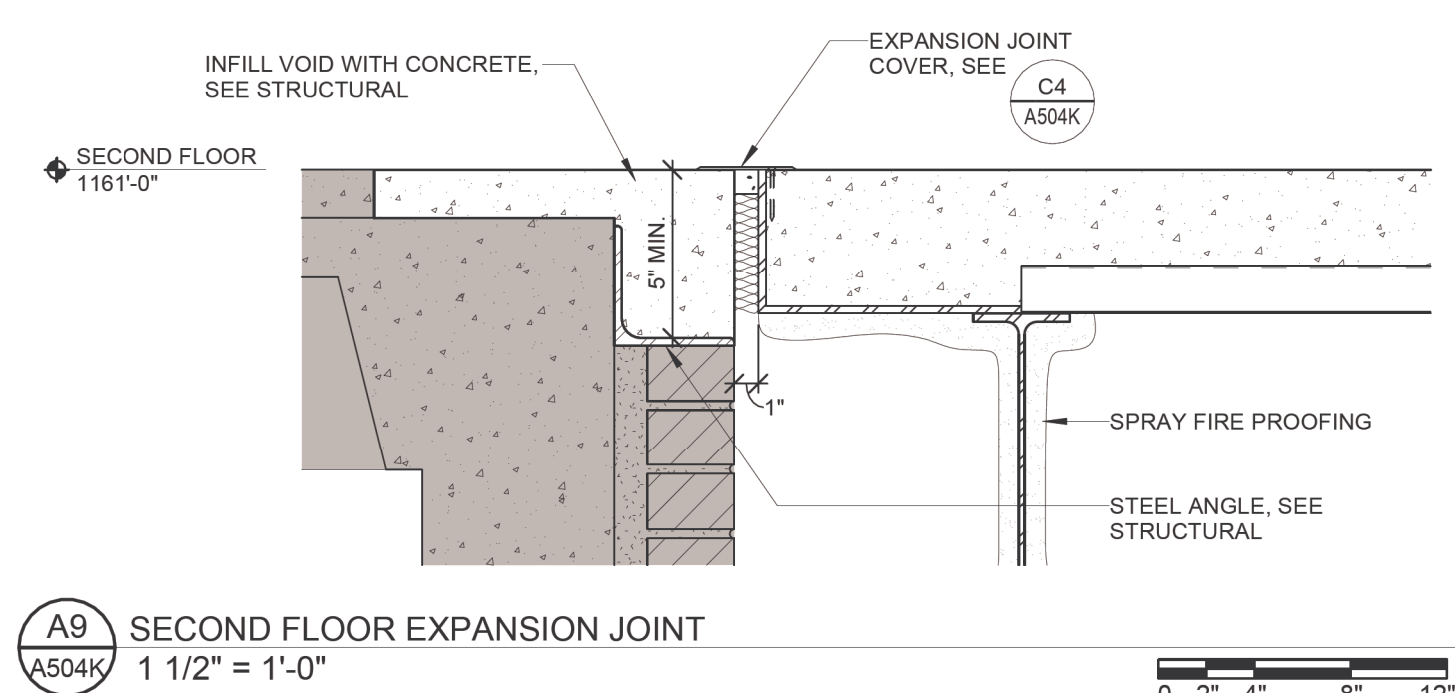 EXPANSION JOINT
COVER, SEE
C4
A504K
INFILL VOID WITH CONCRETE,
SEE STRUCTURAL
SECOND FLOOR
1161'-0"
5" MIN.
1"
SPRAY FIRE PROOFING
STEEL ANGLE, SEE
STRUCTURAL
A9
A504K
SECOND FLOOR EXPANSION JOINT
1 1/2" = 1'-0"
0 2" 4" 8" 12"